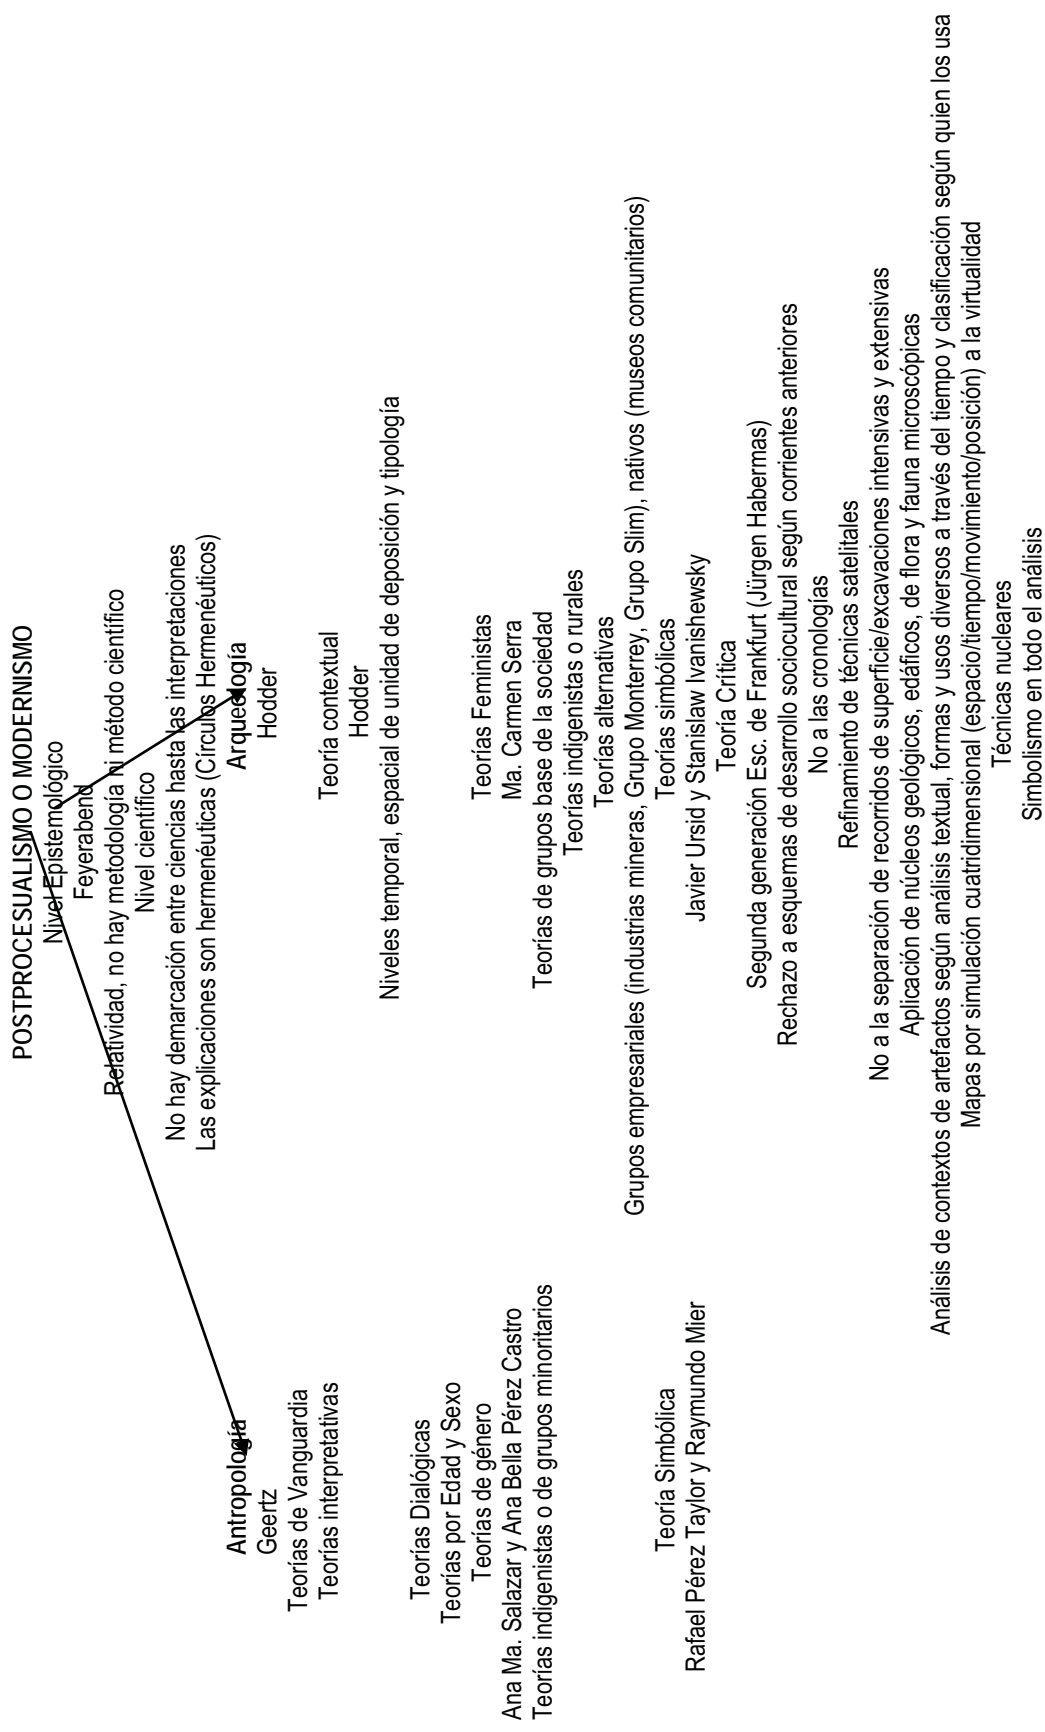 POSTPROCESUALISMO O MODERNISMO
Nivel Epistemológico
Feyerabend
Relatividad, no hay metodología ni método científico
Nivel científico
No hay demarcación entre ciencias hasta las interpretaciones
Las explicaciones son hermenéuticas (Círculos Hermenéuticos)
Antropología
Geertz
Teorías de Vanguardia
Teorías interpretativas
Teorías Dialógicas
Teorías por Edad y Sexo
Teorías de género
Ana Ma. Salazar y Ana Bella Pérez Castro
Teorías indigenistas o de grupos minoritarios
Teoría Simbólica
Rafael Pérez Taylor y Raymundo Mier
Arqueología
Hodder
Teoría contextual
Hodder
Niveles temporal, espacial de unidad de deposición y tipología
Teorías Feministas
Ma. Carmen Serra
Teorías de grupos base de la sociedad
Teorías indigenistas o rurales
Teorías alternativas
Grupos empresariales (industrias mineras, Grupo Monterrey, Grupo Slim), nativos (museos comunitarios)
Teorías simbólicas
Javier Ursid y Stanislaw Ivanishewsky
Teoría Crítica
Segunda generación Esc. de Frankfurt (Jürgen Habermas)
Rechazo a esquemas de desarrollo sociocultural según corrientes anteriores
No a las cronologías
Refinamiento de técnicas satelitales
No a la separación de recorridos de superficie/excavaciones intensivas y extensivas
Aplicación de núcleos geológicos, edáficos, de flora y fauna microscópicas
Análisis de contextos de artefactos según análisis textual, formas y usos diversos a través del tiempo y clasificación según quien los usa
Mapas por simulación cuatridimensional (espacio/tiempo/movimiento/posición) a la virtualidad
Técnicas nucleares
Simbolismo en todo el análisis